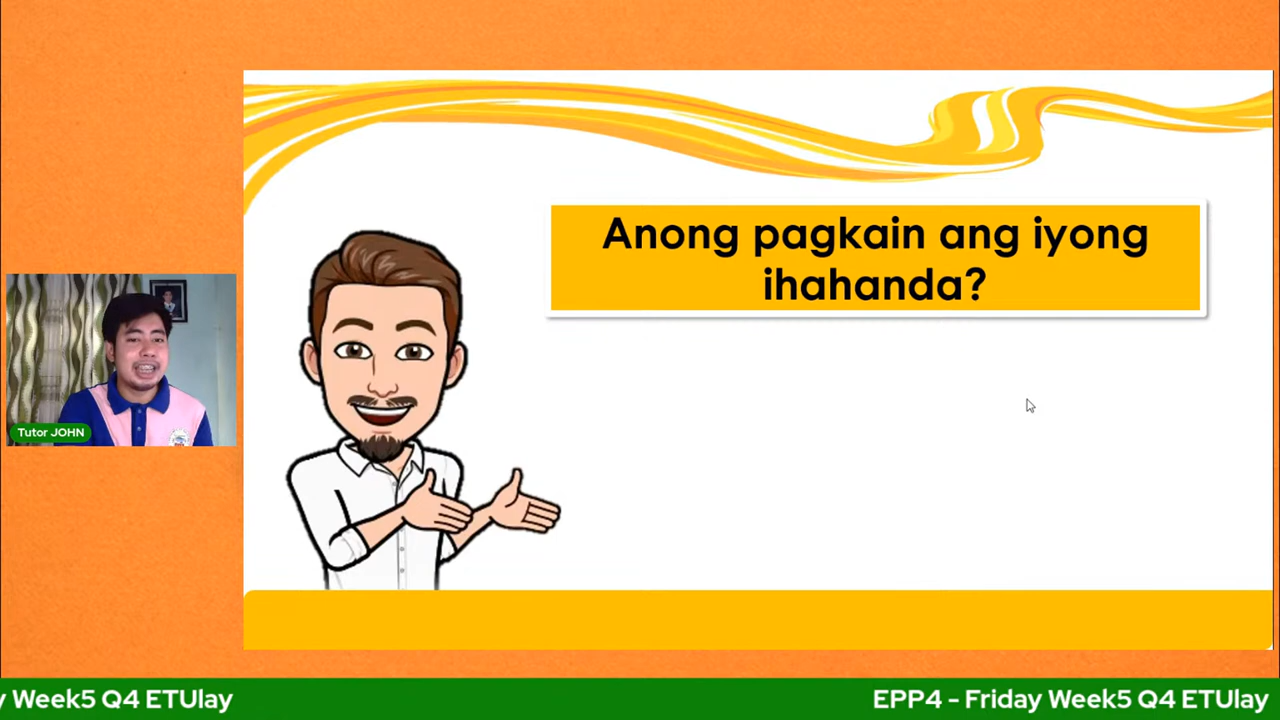 Anong pagkain ang iyong
ihahanda?
Tutor JOHN
y Week5 Q4 ETUlay
EPP4 - Friday Week5 Q4 ETUlay